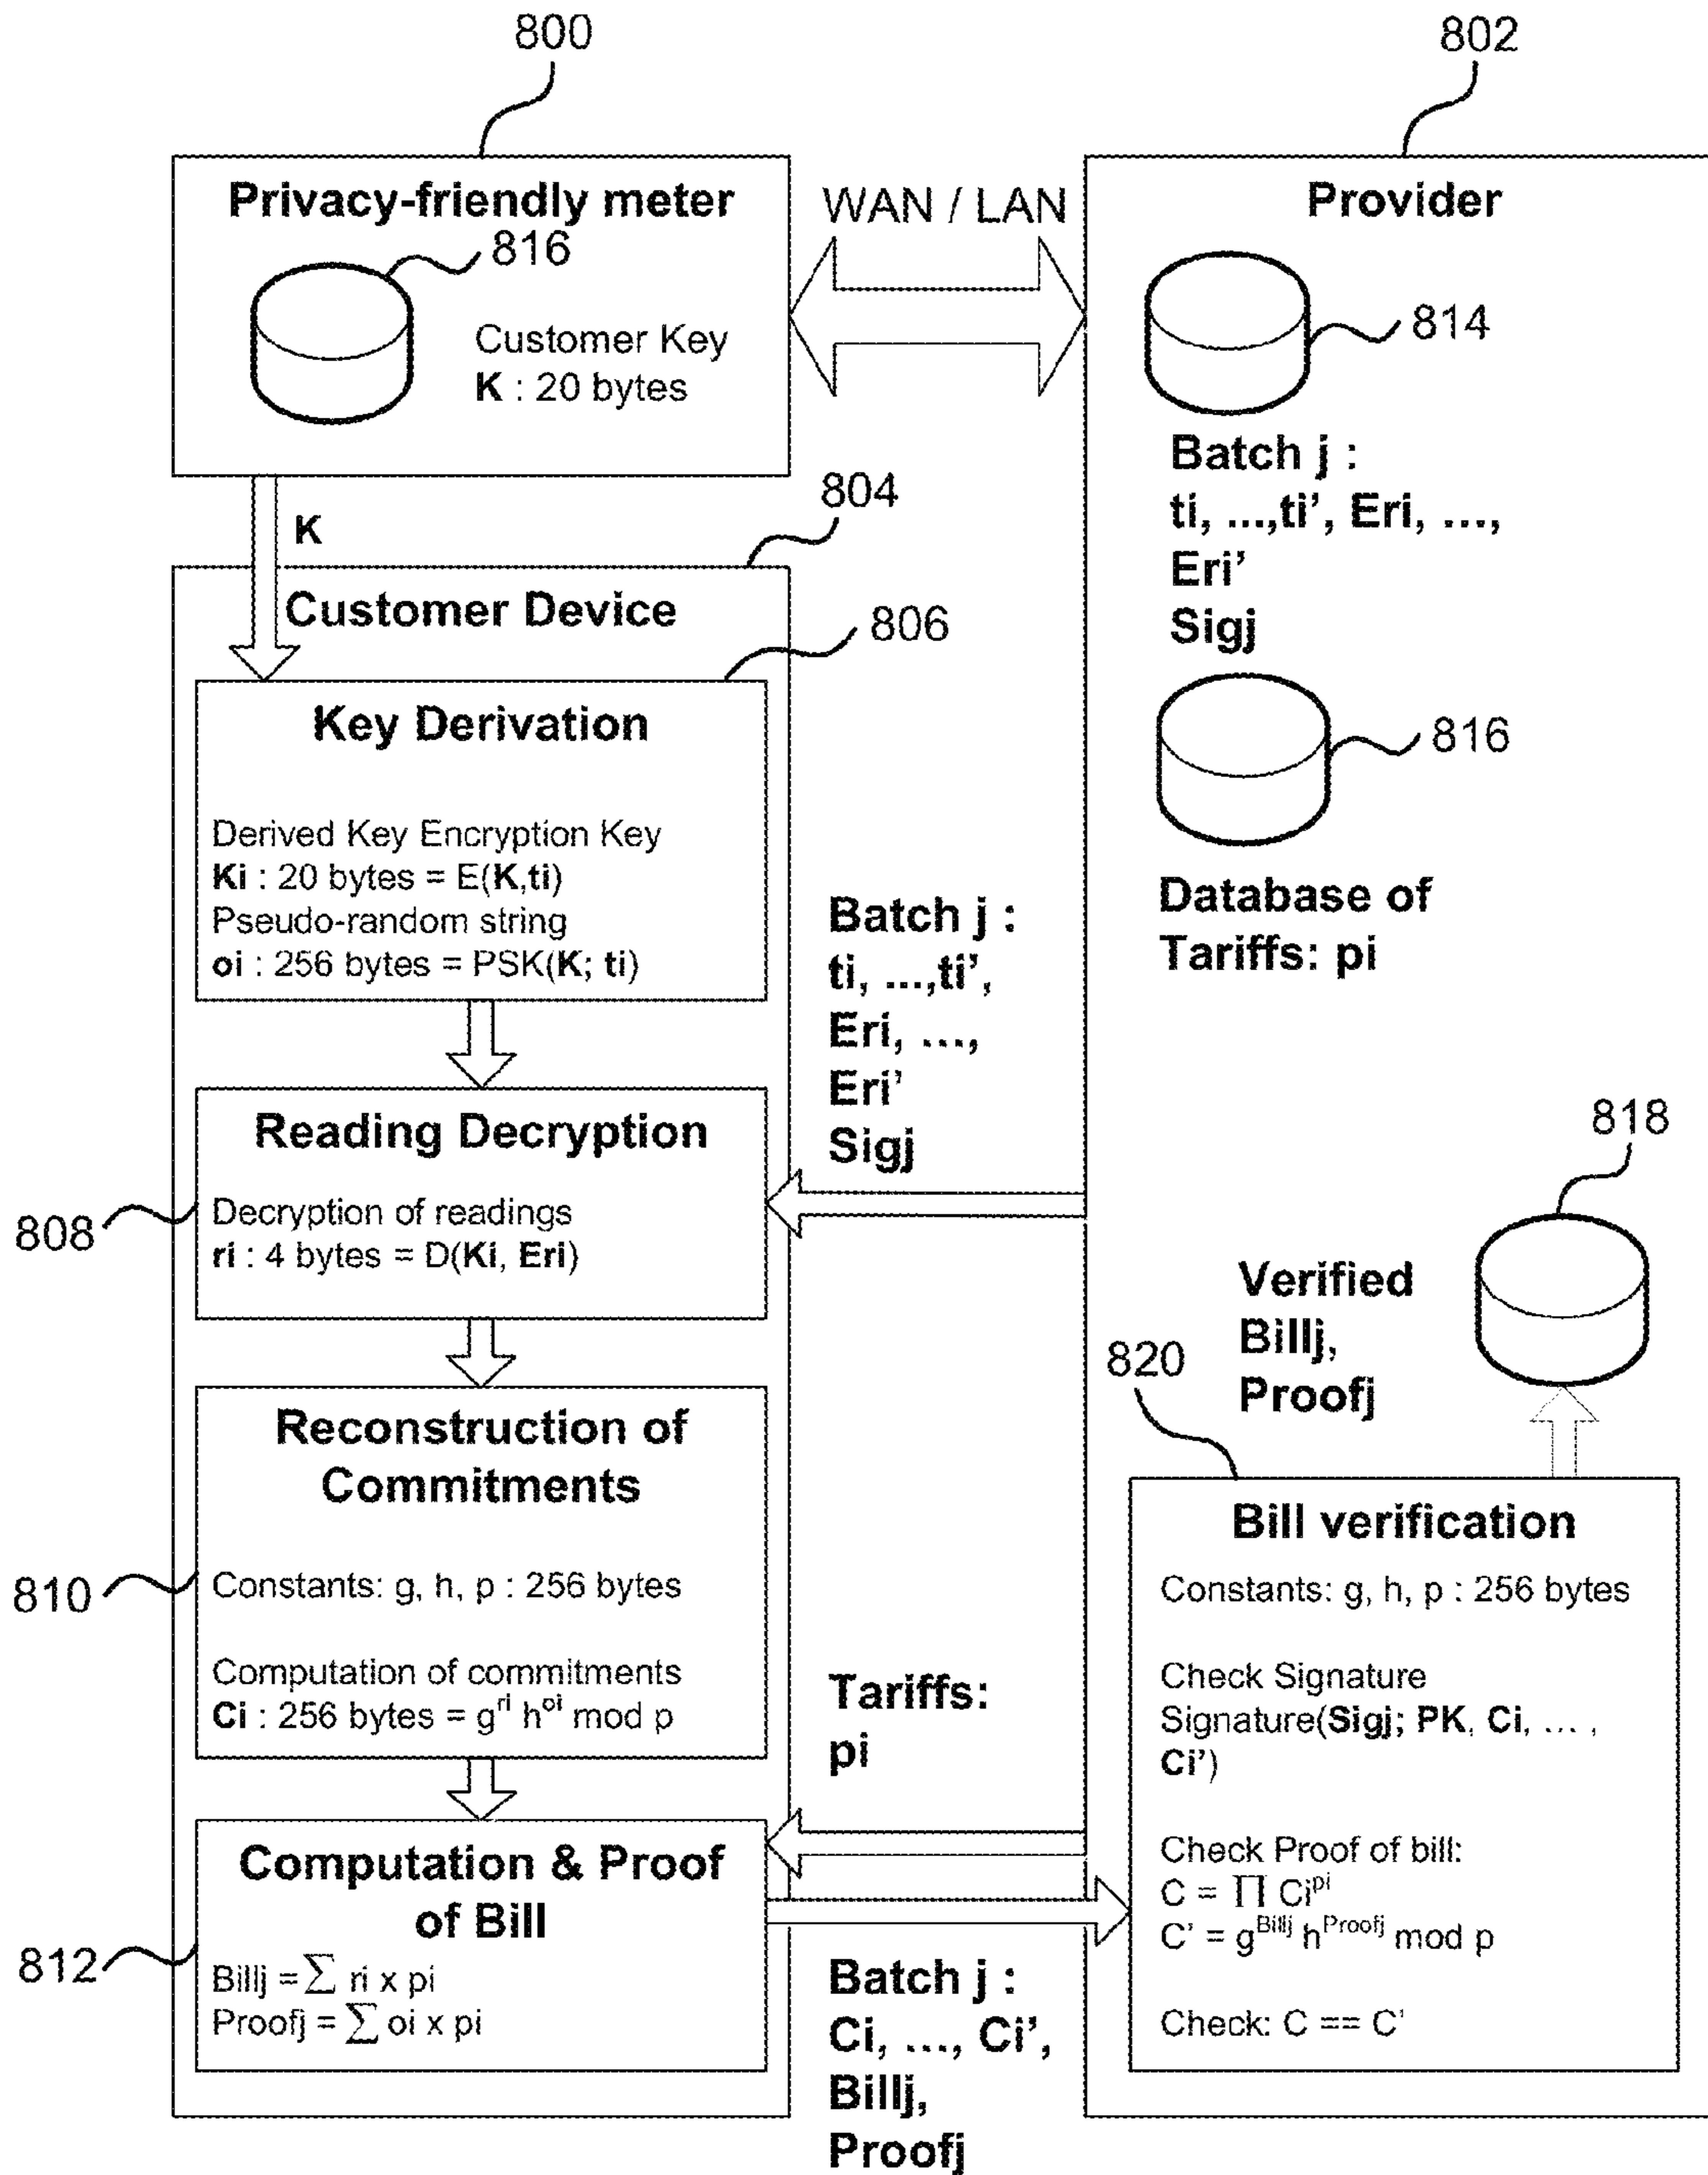 800
802
Privacy-friendly meter
816
Customer Key
K : 20 bytes
WAN / LAN
Provider
814
Batch j :
ti, ...,ti’, Eri, ...,
Eri’
Sigj
816
Database of
Tariffs: pi
K
804
Customer Device
806
Key Derivation
Derived Key Encryption Key
Ki : 20 bytes = E(K,ti)
Pseudo-random string
oi : 256 bytes = PSK(K; ti)
Batch j :
ti, ...,ti’,
Eri, ...,
Eri’
Sigj
Reading Decryption
808
Decryption of readings
ri : 4 bytes = D(Ki, Eri)
818
Verified
Billj,
Proofj
820
Reconstruction of
Commitments
810
Constants: g, h, p : 256 bytes
Computation of commitments
Ci : 256 bytes = g^ri h^oi mod p
Tariffs:
pi
Bill verification
Constants: g, h, p : 256 bytes
Check Signature
Signature(Sigj; PK, Ci, ... ,
Ci’)
Check Proof of bill:
C = ∏ Ci^pi
C’ = g^Billj h^Proofj mod p
Check: C == C’
Computation & Proof
of Bill
812
Billj = ∑ ri x pi
Proofj = ∑ oi x pi
Batch j :
Ci, ..., Ci’,
Billj,
Proofj